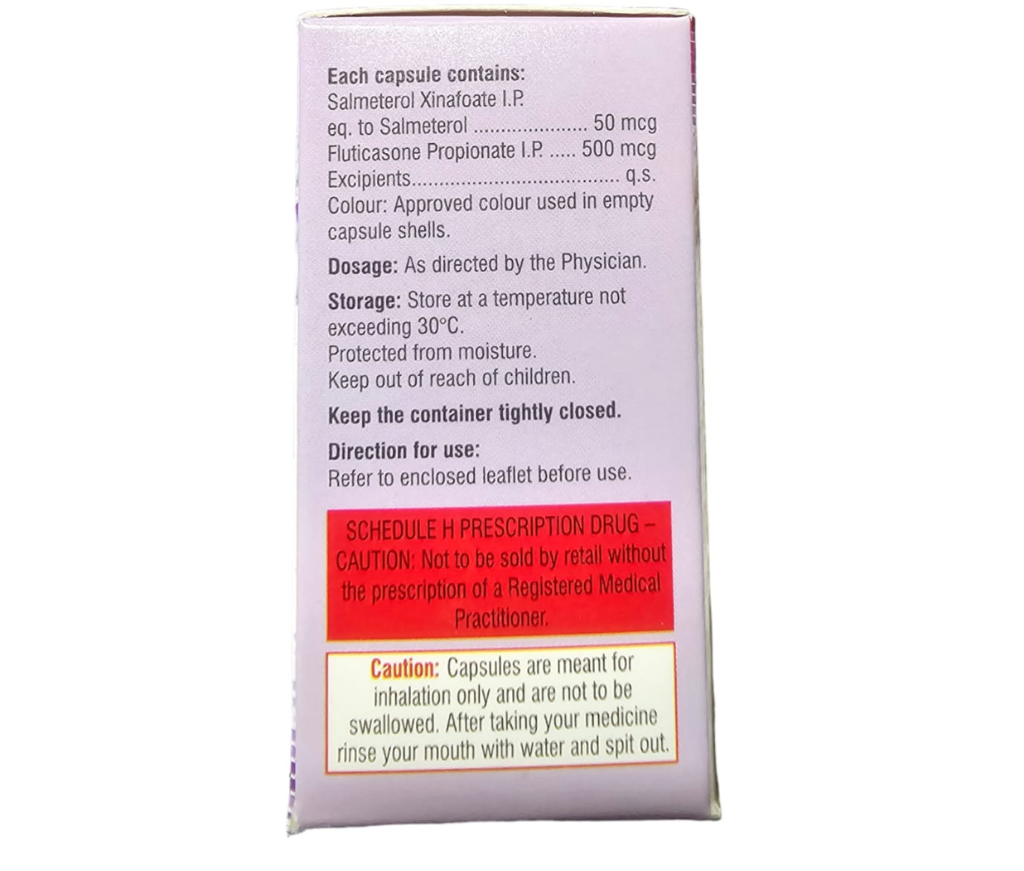 Each capsule contains:
Salmeterol Xinafoate I.P.
eq. to Salmeterol ..................... 50 mcg
Fluticasone Propionate I.P. ..... 500 mcg
Excipients...................................... q.s.
Colour: Approved colour used in empty
capsule shells.
Dosage: As directed by the Physician.
Storage: Store at a temperature not
exceeding 30°C.
Protected from moisture.
Keep out of reach of children.
Keep the container tightly closed.
Direction for use:
Refer to enclosed leaflet before use.
SCHEDULE H PRESCRIPTION DRUG –
CAUTION: Not to be sold by retail without
the prescription of a Registered Medical
Practitioner.
Caution: Capsules are meant for
inhalation only and are not to be
swallowed. After taking your medicine
rinse your mouth with water and spit out.